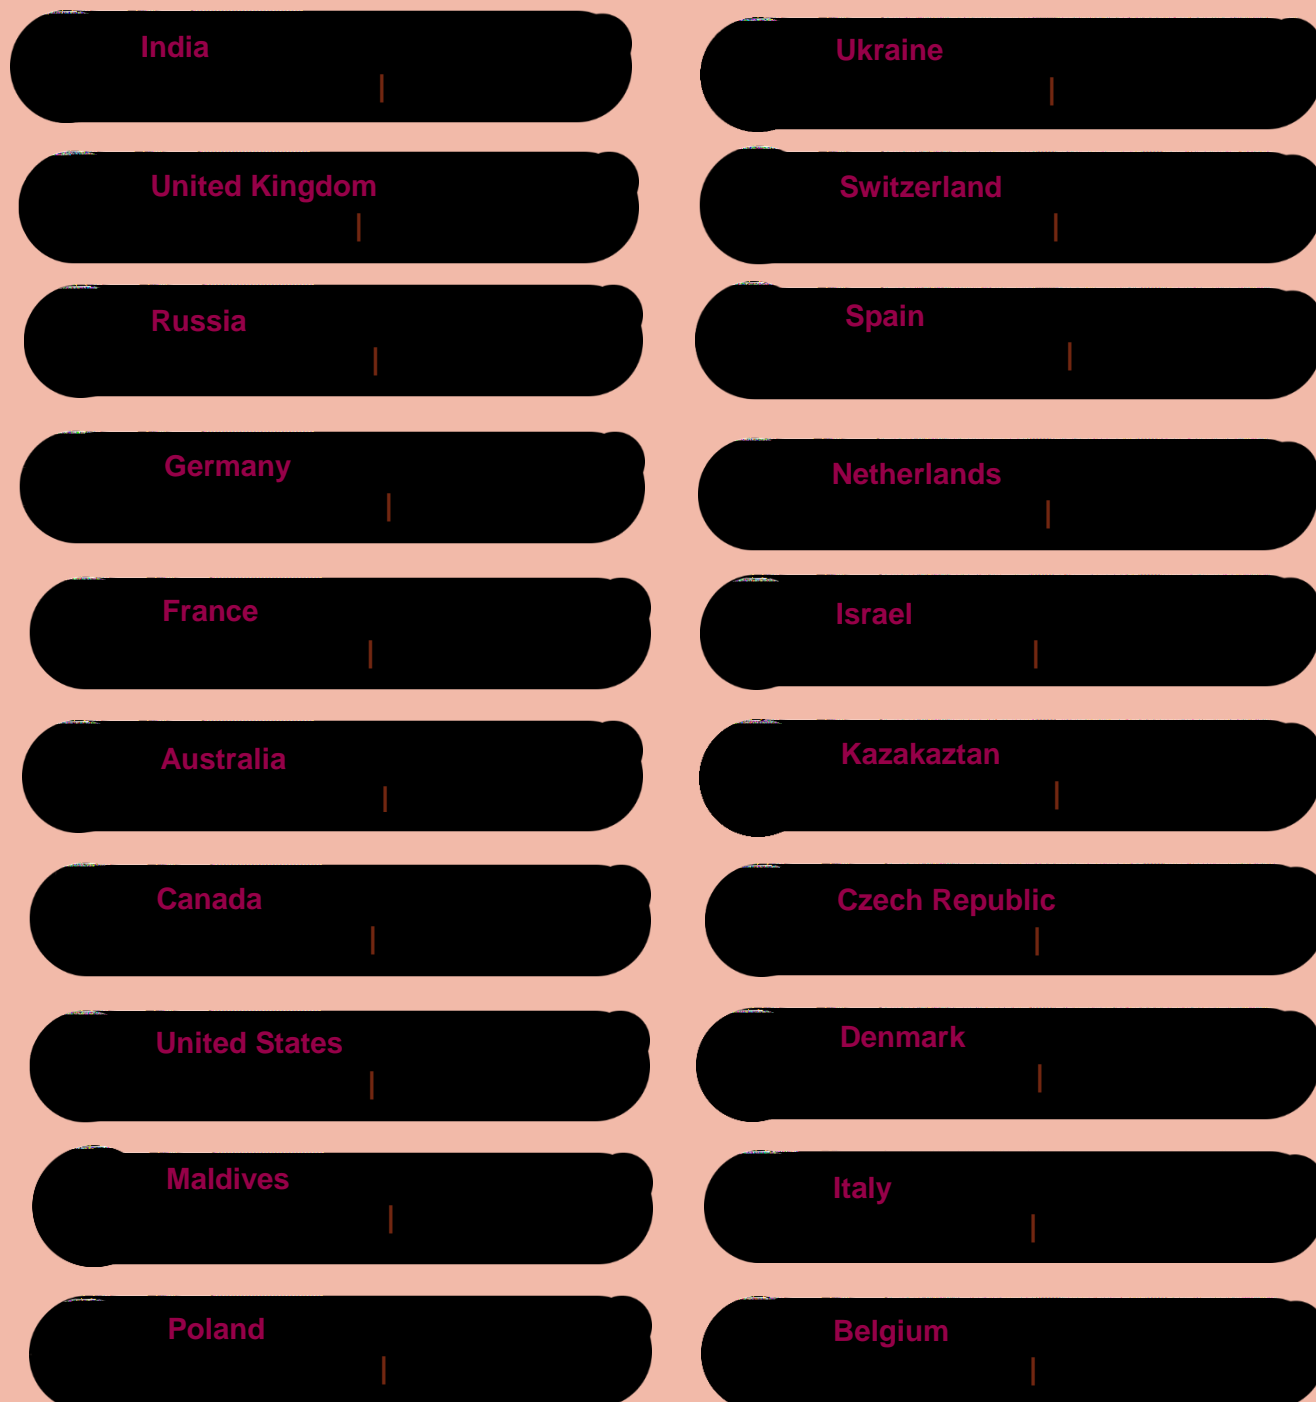 India
|
Ukraine
|
United Kingdom
|
Switzerland
|
Russia
|
Spain
|
Germany
|
Netherlands
|
France
|
Israel
|
Australia
|
Kazakaztan
|
Canada
|
Czech Republic
|
United States
|
Denmark
|
Maldives
|
Italy
|
Poland
|
Belgium
|